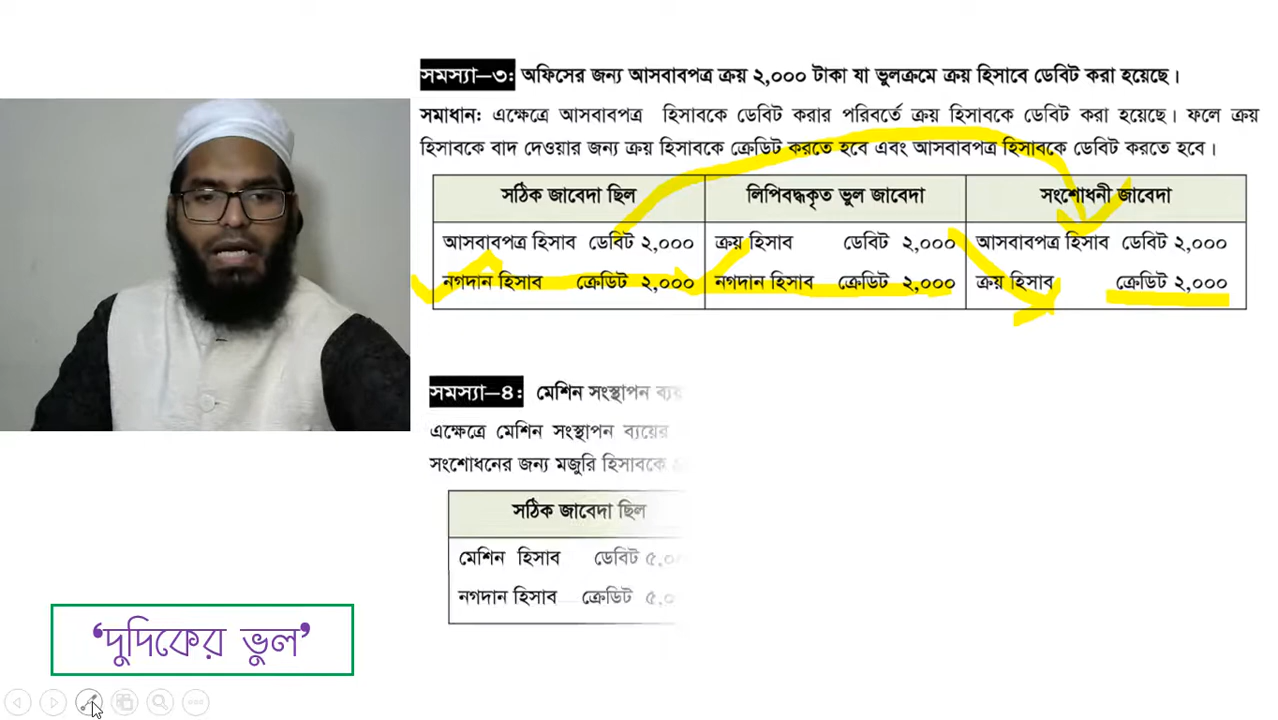 সমস্যা–৩: অফিসের জন্য আসবাবপত্র ক্রয় ২,০০০ টাকা যা ভুলক্রমে ক্রয় হিসাবে ডেবিট করা হয়েছে।
সমাধান: এক্ষেত্রে আসবাবপত্র হিসাবকে ডেবিট করার পরিবর্তে ক্রয় হিসাবকে ডেবিট করা হয়েছে। ফলে ক্রয়
হিসাবকে বাদ দেওয়ার জন্য ক্রয় হিসাবকে ক্রেডিট করতে হবে এবং আসবাবপত্র হিসাবকে ডেবিট করতে হবে।
সঠিক জাবেদা ছিল লিপিবদ্ধকৃত ভুল জাবেদা সংশোধনী জাবেদা
আসবাবপত্র হিসাব ডেবিট ২,০০০ ক্রয় হিসাব ডেবিট ২,০০০ আসবাবপত্র হিসাব ডেবিট ২,০০০
নগদান হিসাব ক্রেডিট ২,০০০ নগদান হিসাব ক্রেডিট ২,০০০ ক্রয় হিসাব ক্রেডিট ২,০০০
সমস্যা–৪: মেশিন সংস্থাপন ব্যয়
এক্ষেত্রে মেশিন সংস্থাপন ব্যয়ের
সংশোধনের জন্য মজুরি হিসাবকে
সঠিক জাবেদা ছিল
মেশিন হিসাব ডেবিট
নগদান হিসাব ক্রেডিট
‘দুদিকের ভুল’